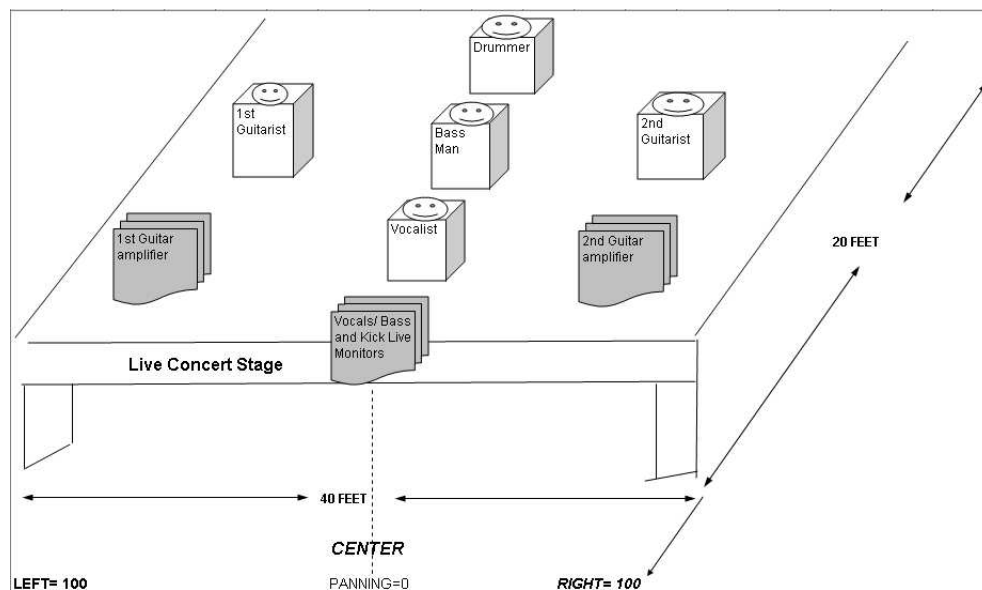 Drummer
1st
Guitarist
Bass
Man
2nd
Guitarist
Vocalist
1st Guitar
amplifier
2nd Guitar
amplifier
20 FEET
Vocals/ Bass
and Kick Live
Monitors
Live Concert Stage
40 FEET
CENTER
LEFT= 100
PANNING=0
RIGHT= 100